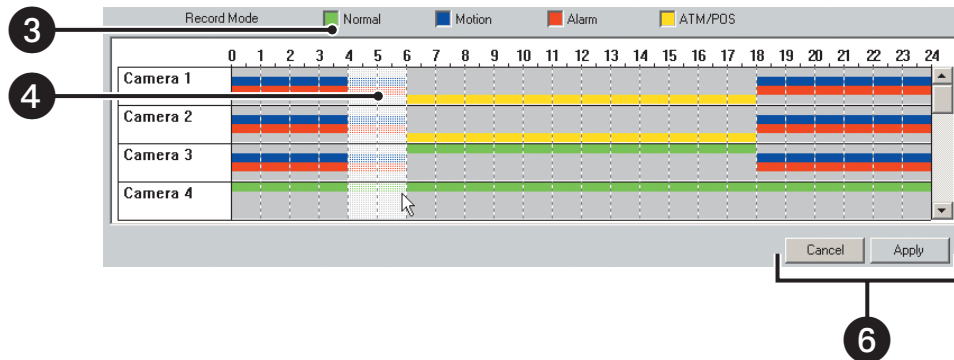 Record Mode Normal Motion Alarm ATM/POS
3
0 1 2 3 4 5 6 7 8 9 10 11 12 13 14 15 16 17 18 19 20 21 22 23 24
Camera 1
4
Camera 2
Camera 3
Camera 4
Cancel Apply
6